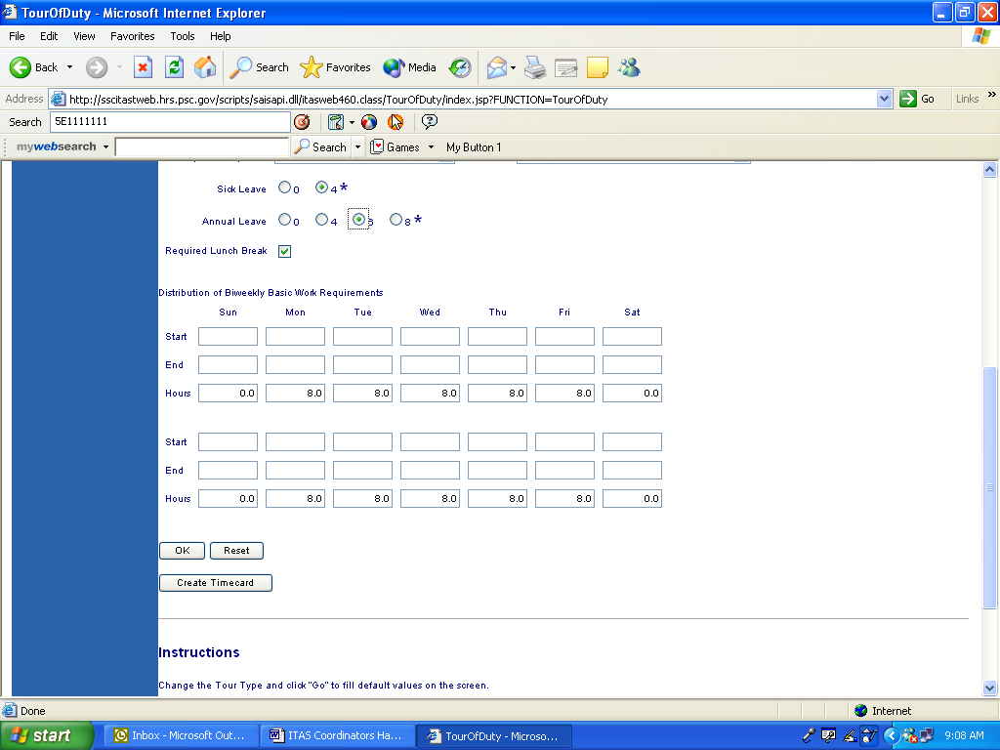 TourOfDuty - Microsoft Internet Explorer
File Edit View Favorites Tools Help
Back Search Favorites Media
Address http://sscitastweb.hrs.psc.gov/scripts/saisapi.dll/itasweb460.class/TourOfDuty/index.jsp?FUNCTION=TourOfDuty Go Links »
Search 5E1111111
mywebsearch Search Games My Button 1
Sick Leave 0 4 *
Annual Leave 0 4 6 8 *
Required Lunch Break
Distribution of Biweekly Basic Work Requirements
Sun Mon Tue Wed Thu Fri Sat
Start
End
Hours 0.0 8.0 8.0 8.0 8.0 8.0 0.0
Start
End
Hours 0.0 8.0 8.0 8.0 8.0 8.0 0.0
OK Reset
Create Timecard
Instructions
Change the Tour Type and click "Go" to fill default values on the screen.
Done Internet
start Inbox - Microsoft Out... ITAS Coordinators Ha... TourOfDuty - Microso... 9:08 AM